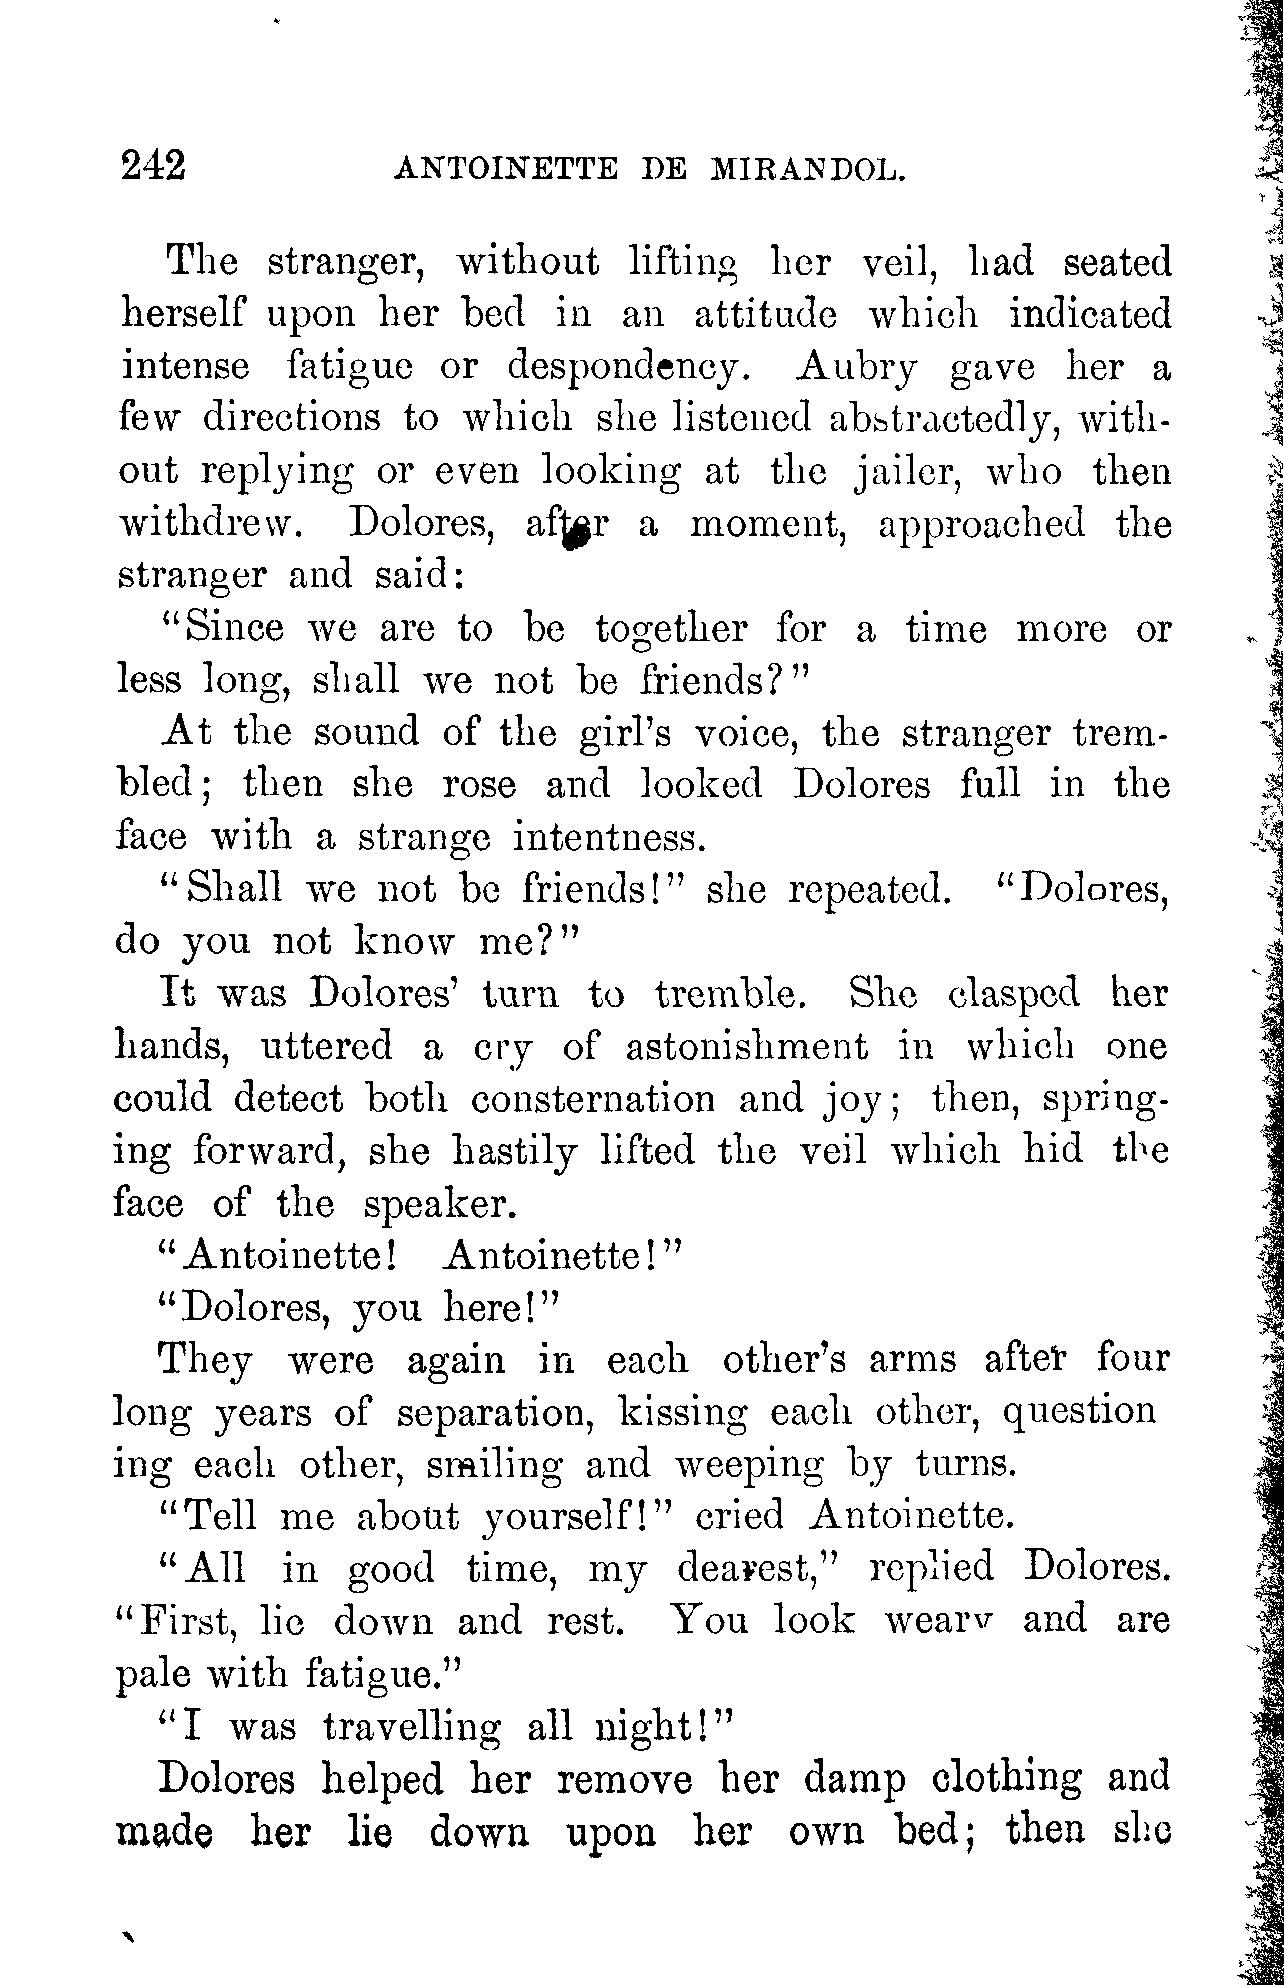 242 ANTOINETTE DE MIRANDOL.
The stranger, without lifting her veil, had seated
herself upon her bed in an attitude which indicated
intense fatigue or despondency. Aubry gave her a
few directions to which she listened abstractedly, with-
out replying or even looking at the jailer, who then
withdrew. Dolores, after a moment, approached the
stranger and said:
"Since we are to be together for a time more or
less long, shall we not be friends?"
At the sound of the girl's voice, the stranger trem-
bled; then she rose and looked Dolores full in the
face with a strange intentness.
"Shall we not be friends!" she repeated. "Dolores,
do you not know me?"
It was Dolores' turn to tremble. She clasped her
hands, uttered a cry of astonishment in which one
could detect both consternation and joy; then, spring-
ing forward, she hastily lifted the veil which hid the
face of the speaker.
"Antoinette! Antoinette!"
"Dolores, you here!"
They were again in each other's arms after four
long years of separation, kissing each other, question
ing each other, smiling and weeping by turns.
"Tell me about yourself!" cried Antoinette.
"All in good time, my dearest," replied Dolores.
"First, lie down and rest. You look weary and are
pale with fatigue."
"I was travelling all night!"
Dolores helped her remove her damp clothing and
made her lie down upon her own bed; then she